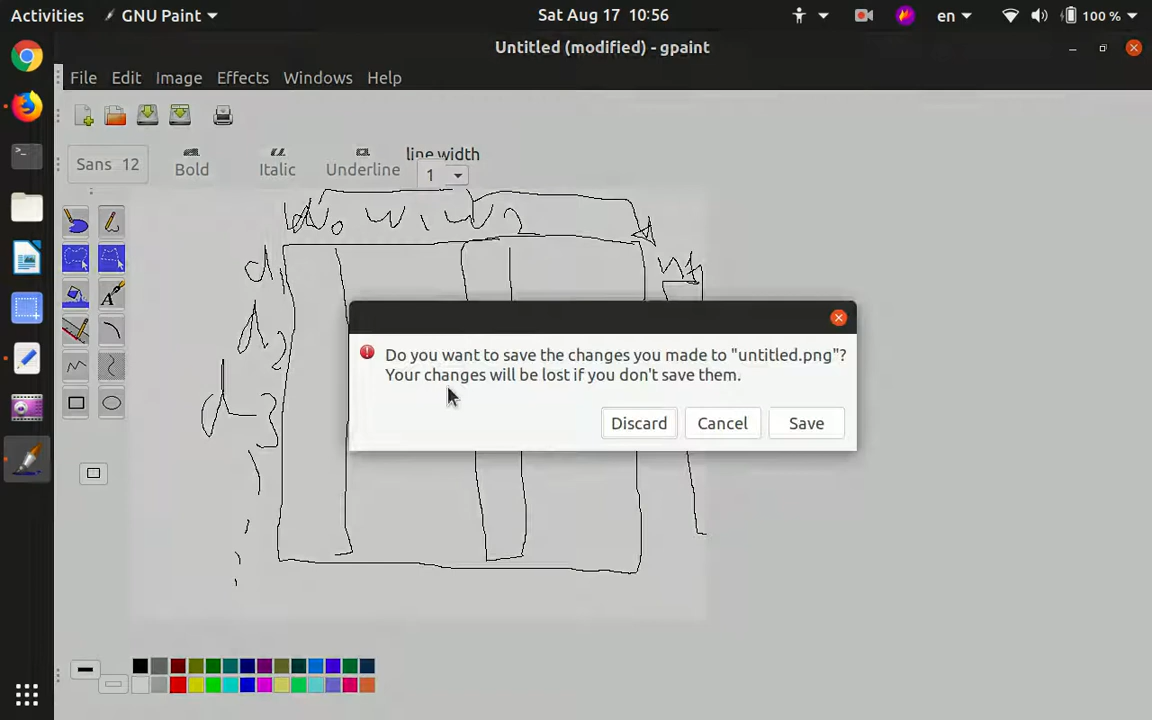 Activities GNU Paint Sat Aug 17 10:56 en 100 %
Untitled (modified) - gpaint
File Edit Image Effects Windows Help
line width
Sans 12 Bold Italic Underline 1
d
d2
d3
Do you want to save the changes you made to "untitled.png"?
Your changes will be lost if you don't save them.
Discard Cancel Save